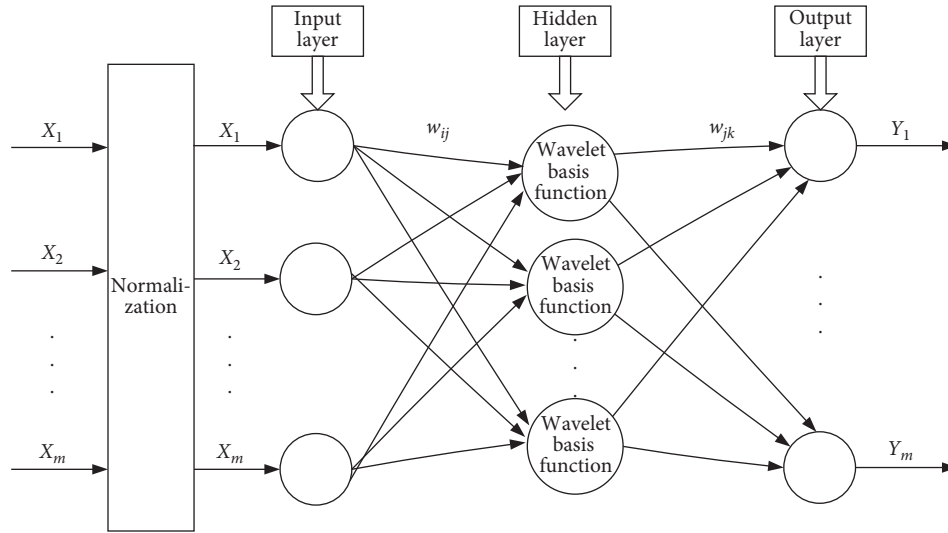 Input
layer
Hidden
layer
Output
layer
X1
X1
wij
wjk
Y1
Wavelet
basis
function
X2
X2
Normali-
zation
Wavelet
basis
function
Xm
Xm
Wavelet
basis
function
Ym